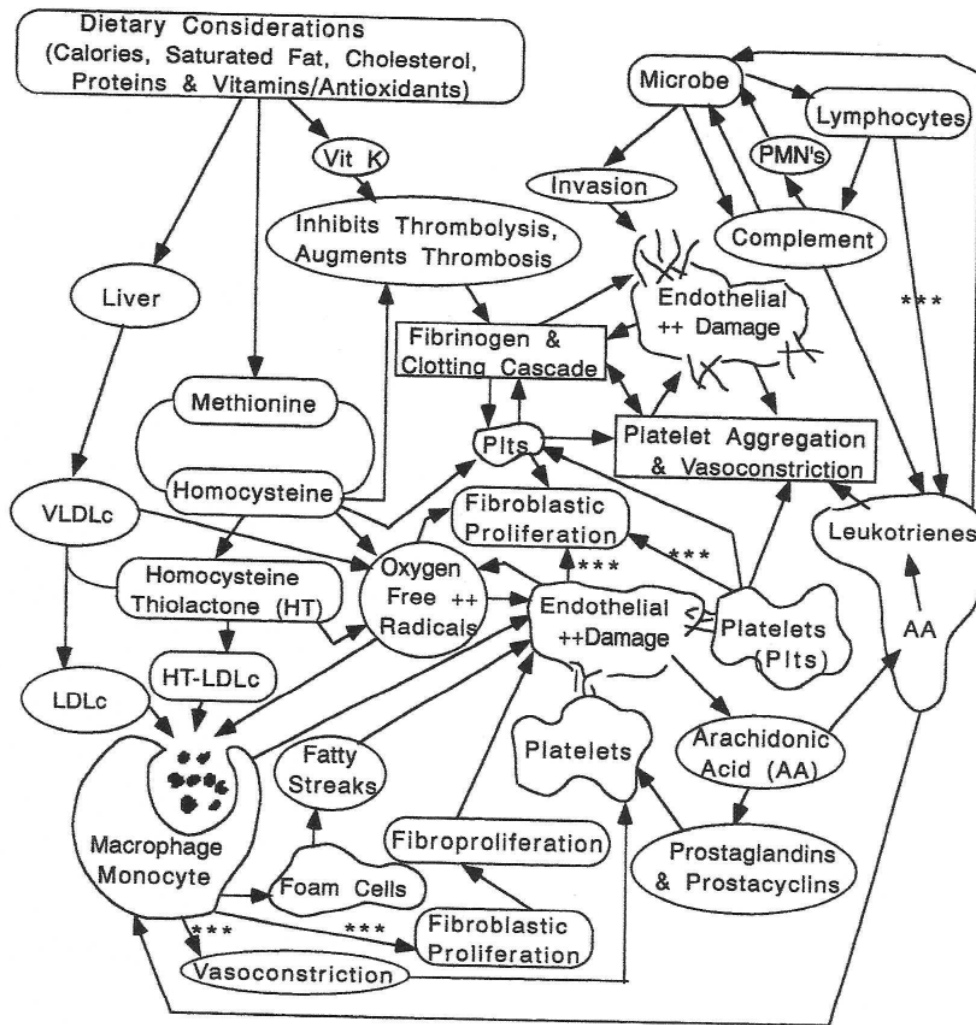 Dietary Considerations
(Calories, Saturated Fat, Cholesterol,
Proteins & Vitamins/Antioxidants)
Microbe
Lymphocytes
Vit K
PMN's
Invasion
Inhibits Thrombolysis,
Augments Thrombosis
Complement
Liver
Endothelial
++ Damage
***
Fibrinogen &
Clotting Cascade
Methionine
Plts
Platelet Aggregation
& Vasoconstriction
Homocysteine
VLDLc
Fibroblastic
Proliferation
Leukotrienes
***
***
Homocysteine
Thiolactone (HT)
Oxygen
Free ++
Radicals
Endothelial
++Damage
Platelets
(Plts)
AA
HT-LDLc
LDLc
Fatty
Streaks
Platelets
Arachidonic
Acid (AA)
Macrophage
Monocyte
Fibroproliferation
Prostaglandins
& Prostacyclins
Foam Cells
***
***
Fibroblastic
Proliferation
Vasoconstriction